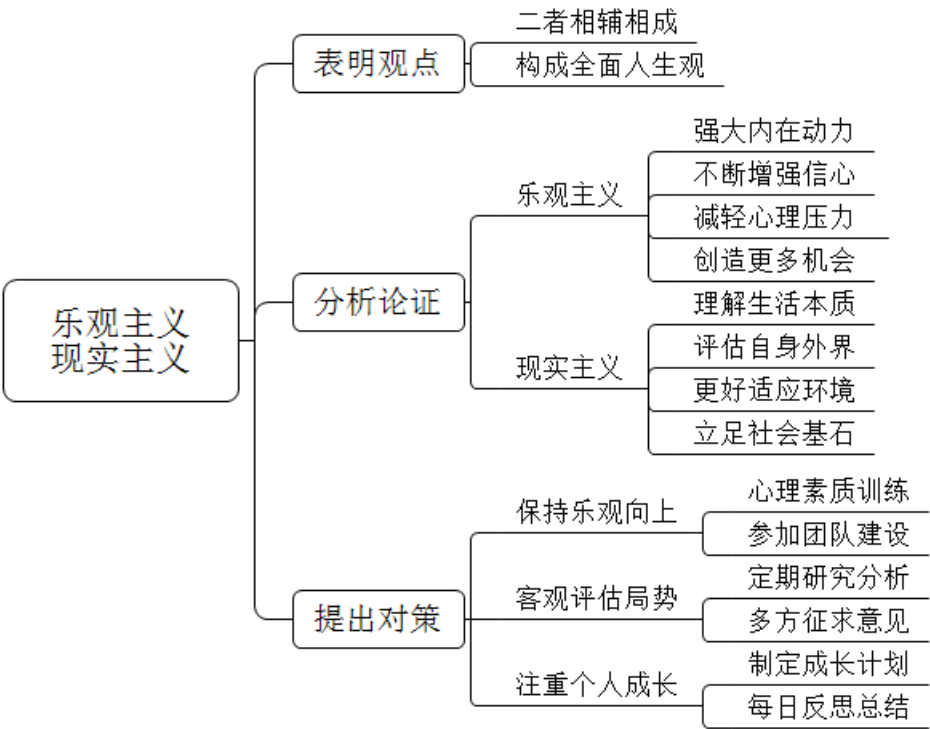 乐观主义
现实主义
表明观点
二者相辅相成
构成全面人生观
分析论证
乐观主义
强大内在动力
不断增强信心
减轻心理压力
创造更多机会
现实主义
理解生活本质
评估自身外界
更好适应环境
立足社会基石
提出对策
保持乐观向上
心理素质训练
参加团队建设
客观评估局势
定期研究分析
多方征求意见
注重个人成长
制定成长计划
每日反思总结